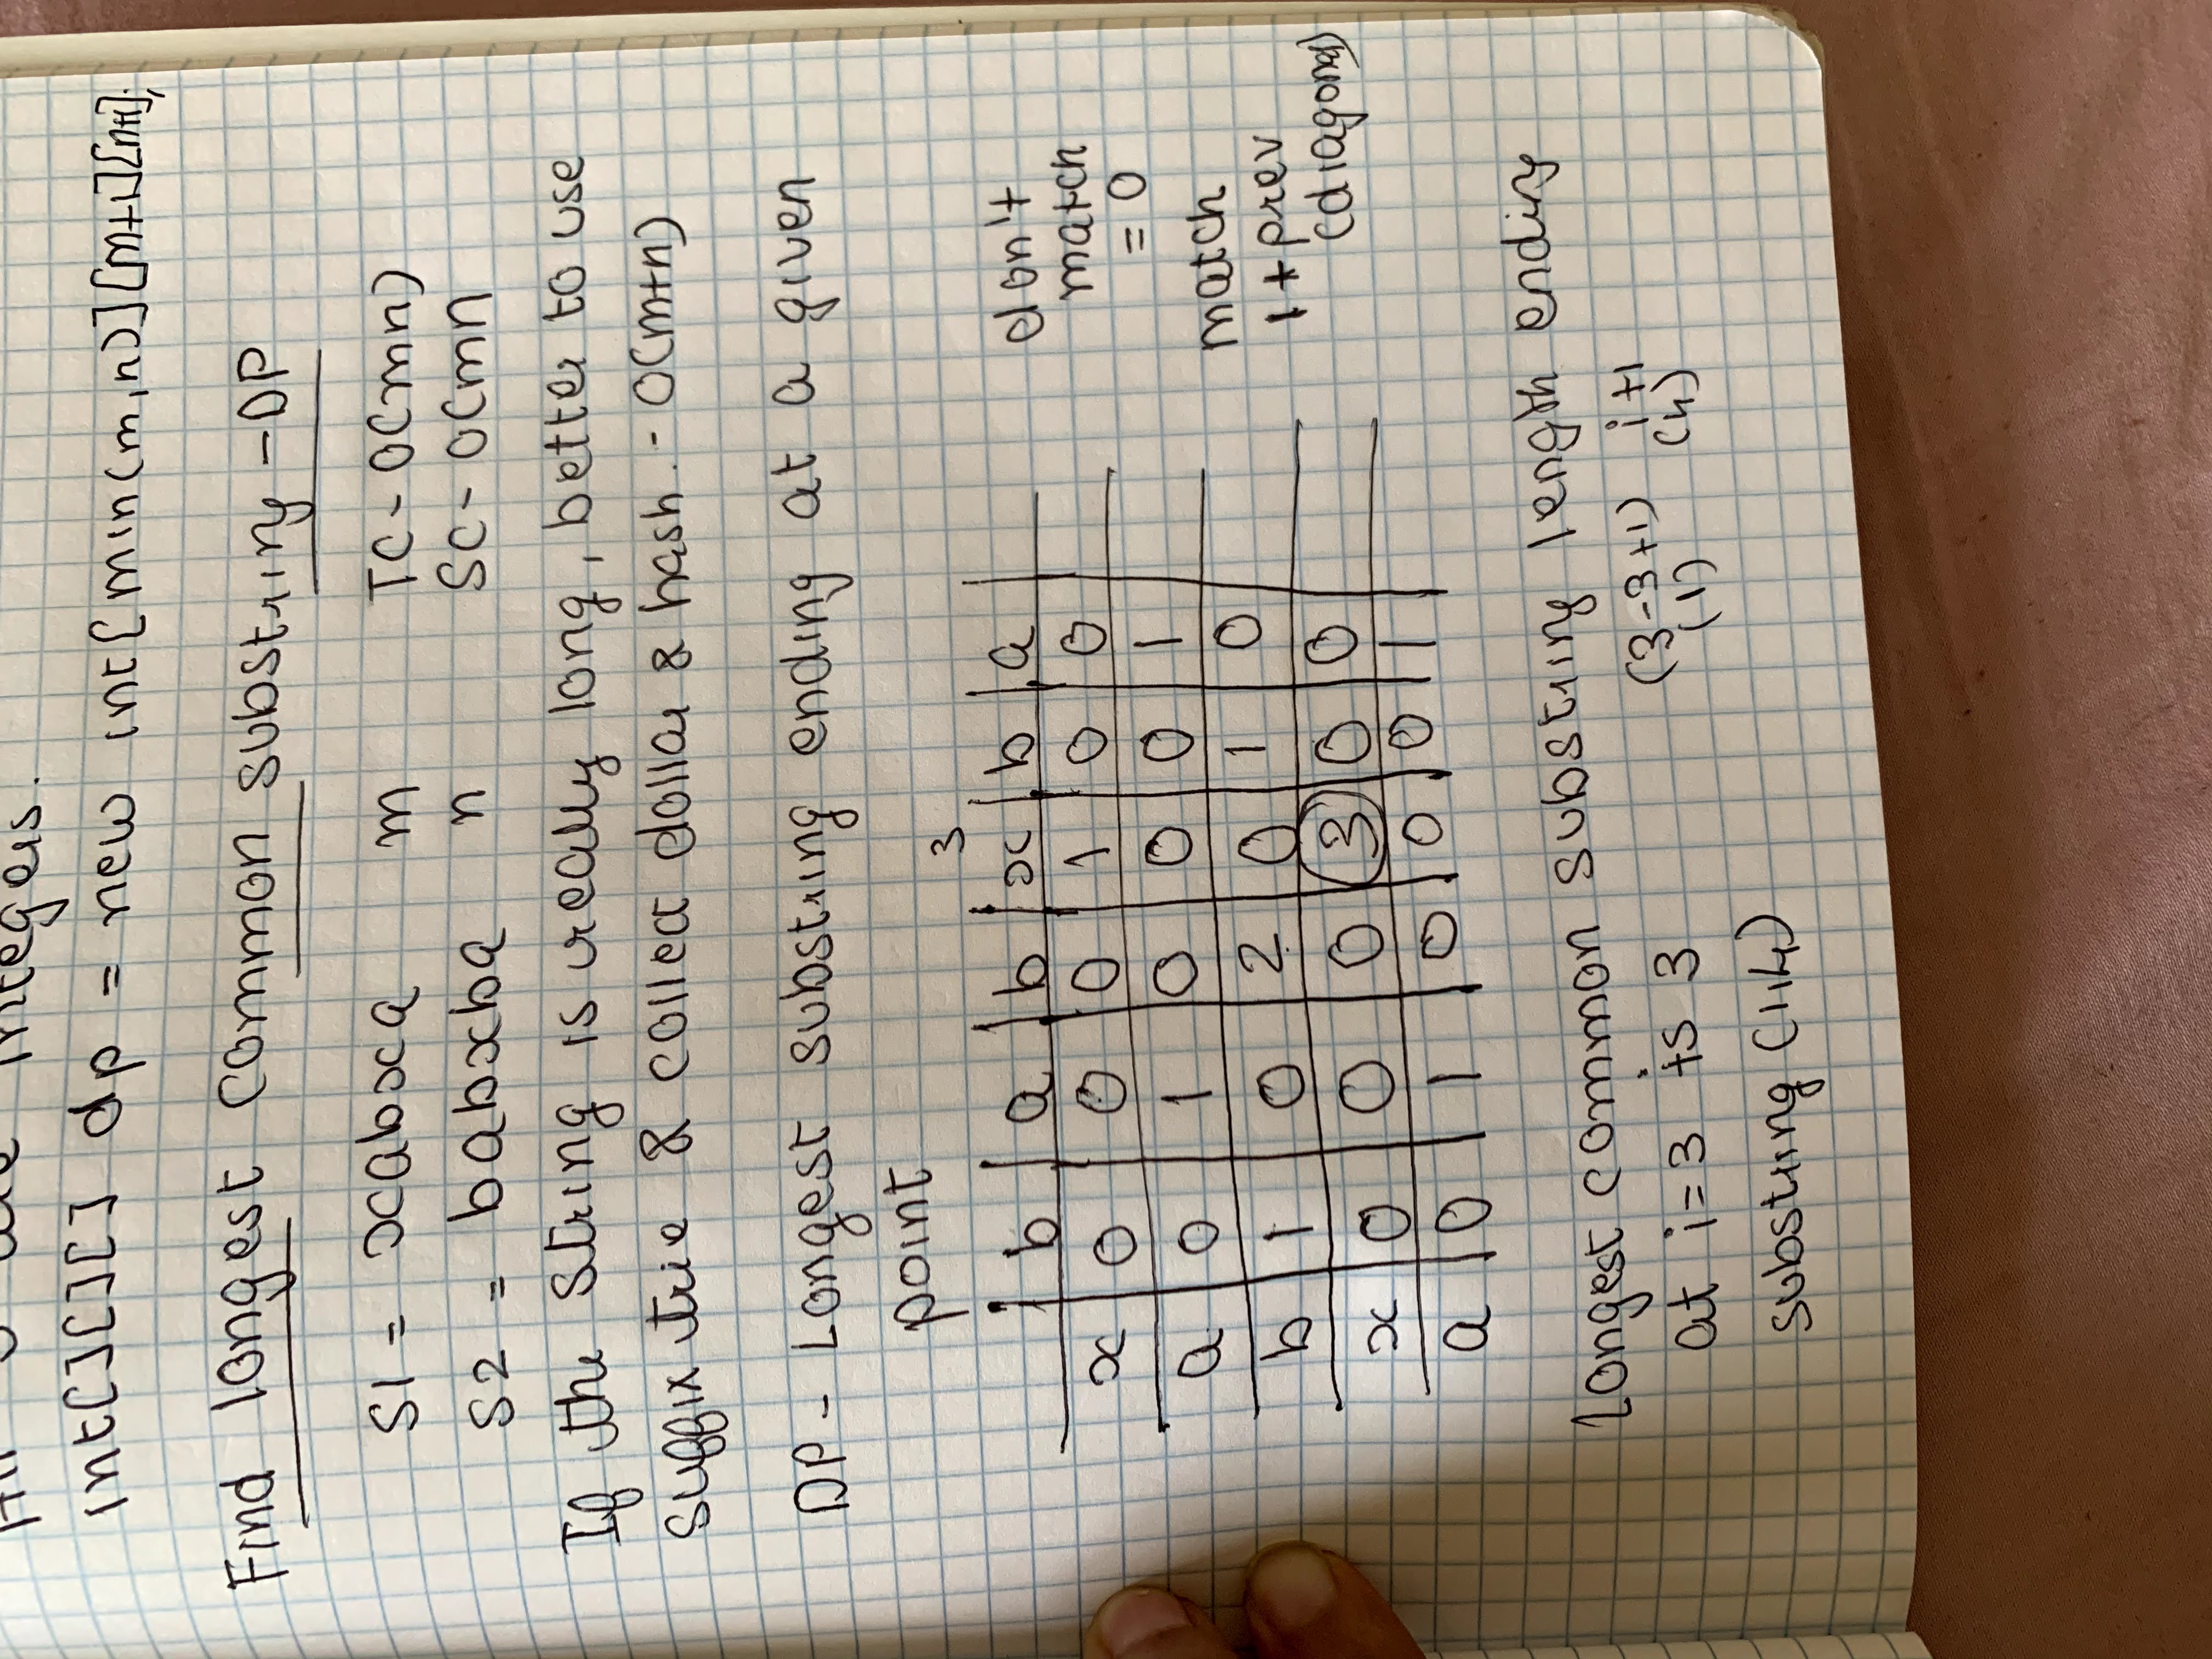 integers.
int[][][] dp = new int[min(m,n)][m+1][n+1];
Find longest common substring -DP
S1 = xabxa m TC- O(mn)
S2 = babxba n SC- O(mn
If the string is really long, better to use
suffix trie & collect dollar & hash. - O(m+n)
DP - Longest substring ending at a given
point
3
b a b x b a
x 0 0 0 1 0 0
a 0 1 0 0 0 1
b 1 0 2 0 1 0
x 0 0 0 3 0 0
a 0 1 0 0 0 1
don't
match
= 0
match
1 + prev
(diagonal)
Longest common substring length ending
at i=3 is 3 (3-3+1) i+1
(1) (4)
substring (1,4)